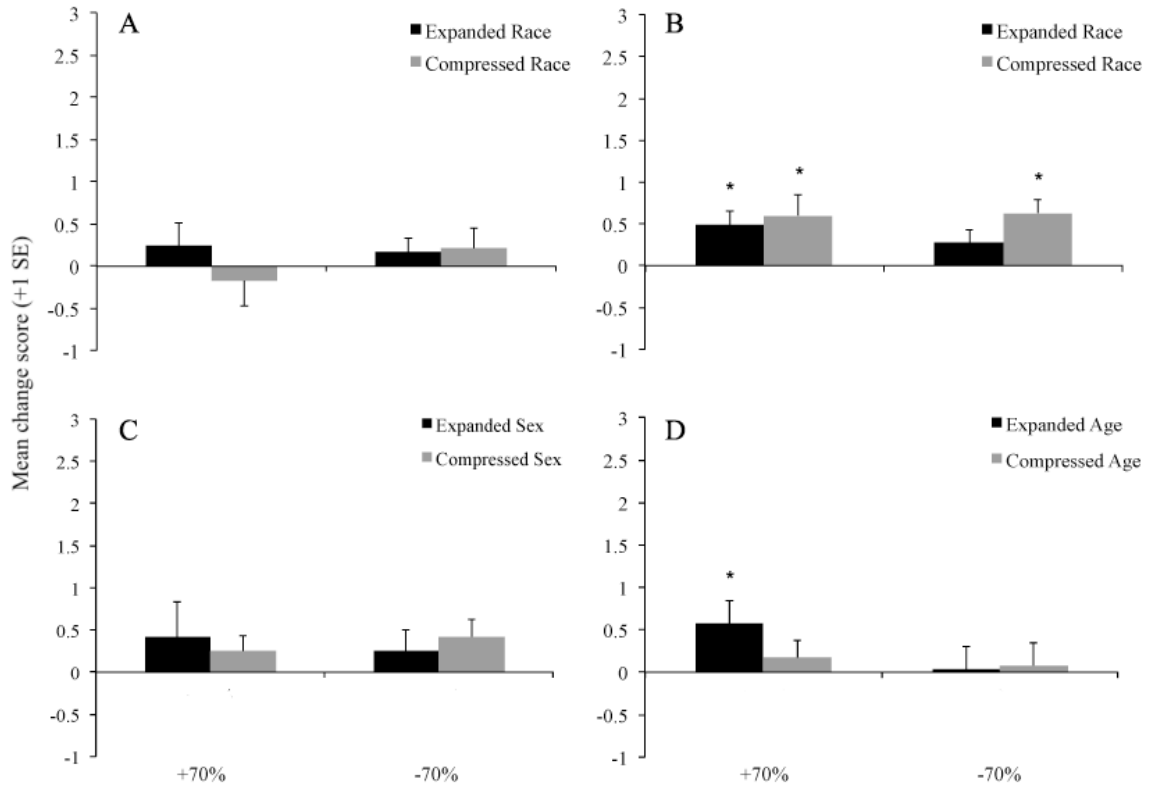 A
Expanded Race
Compressed Race
3
2.5
2
1.5
1
0.5
0
-0.5
-1
B
Expanded Race
Compressed Race
3
2.5
2
1.5
1
0.5
0
-0.5
-1
* * *
Mean change score (+1 SE)
C
Expanded Sex
Compressed Sex
3
2.5
2
1.5
1
0.5
0
-0.5
-1
+70% -70%
D
Expanded Age
Compressed Age
3
2.5
2
1.5
1
0.5
0
-0.5
-1
*
+70% -70%